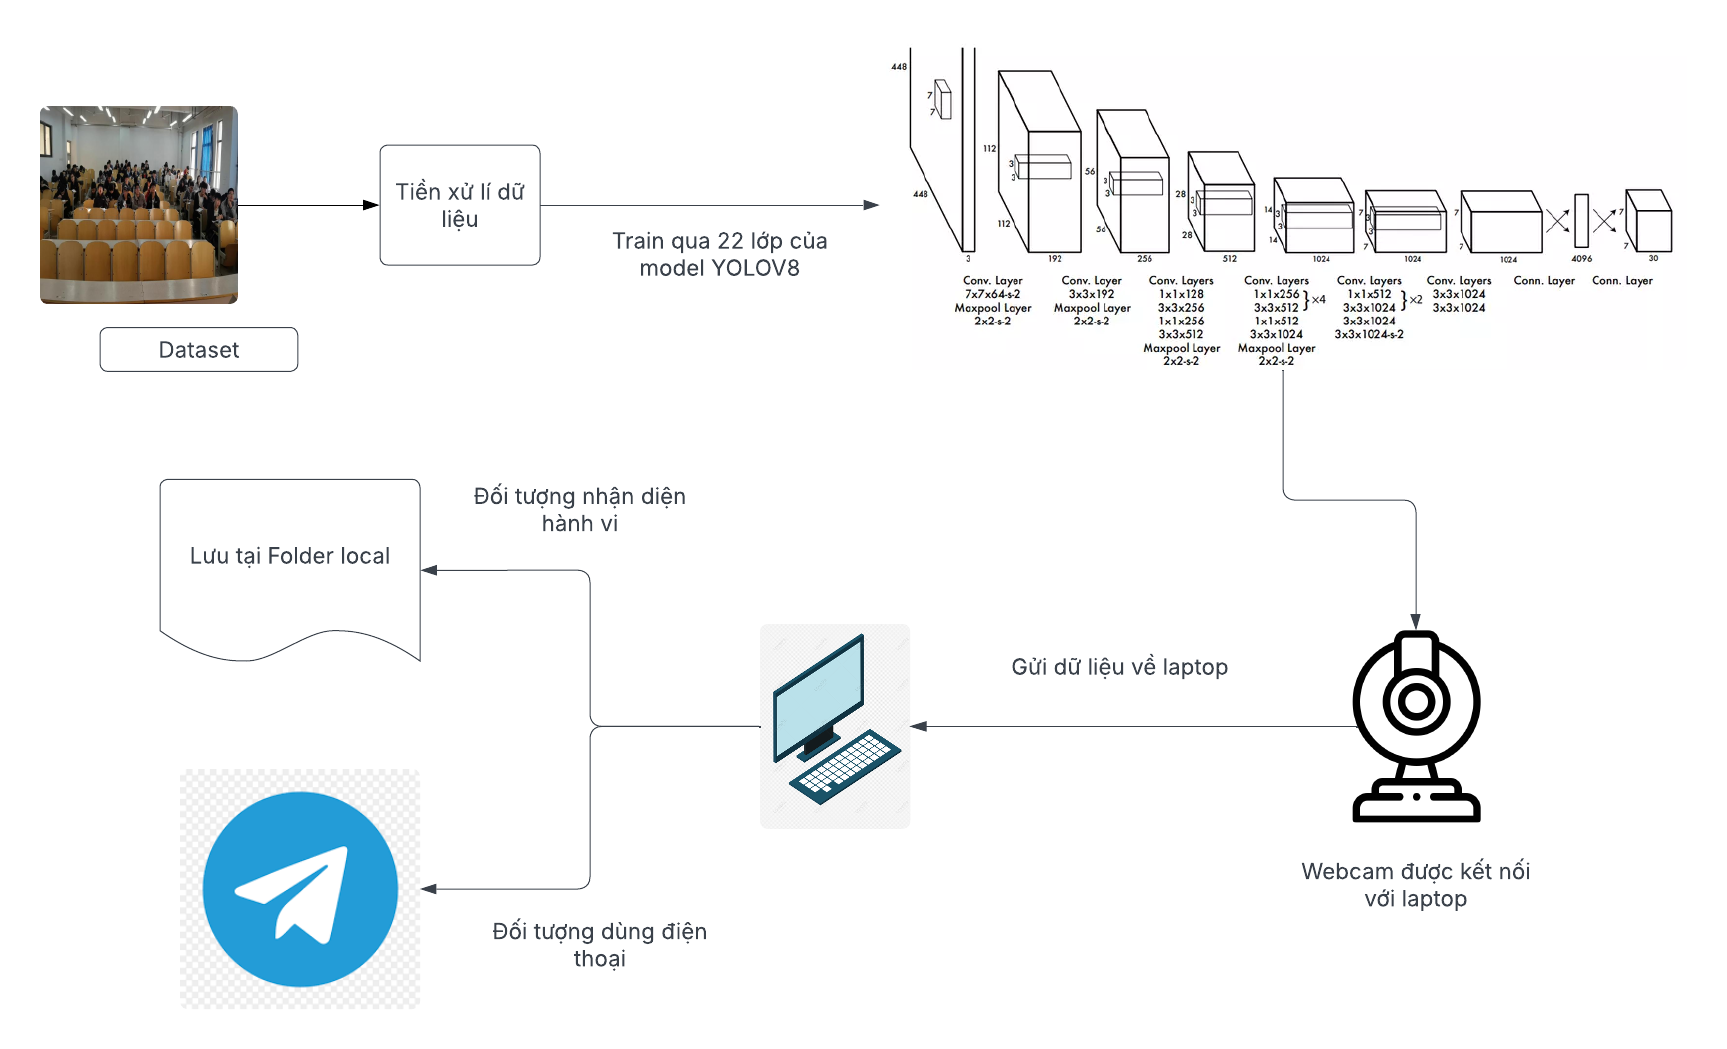 Dataset
Tiền xử lí dữ
liệu
Train qua 22 lớp của
model YOLOV8
448
7
7
448
3
112
3
3
112
192
56
3
3
56
256
28
3
3
28
512
14
3
3
14
1024
7
3
3
7
1024
7
7
1024
4096
7
7
30
Conv. Layer
7x7x64-s-2
Maxpool Layer
2x2-s-2
Conv. Layer
3x3x192
Maxpool Layer
2x2-s-2
Conv. Layers
1x1x128
3x3x256
1x1x256
3x3x512
Maxpool Layer
2x2-s-2
Conv. Layers
1x1x256
3x3x512
}×4
1x1x512
3x3x1024
Maxpool Layer
2x2-s-2
Conv. Layers
1x1x512
3x3x1024
}×2
3x3x1024
3x3x1024-s-2
Conv. Layers
3x3x1024
3x3x1024
Conn. Layer
Conn. Layer
Đối tượng nhận diện
hành vi
Lưu tại Folder local
Gửi dữ liệu về laptop
Webcam được kết nối
với laptop
Đối tượng dùng điện
thoại